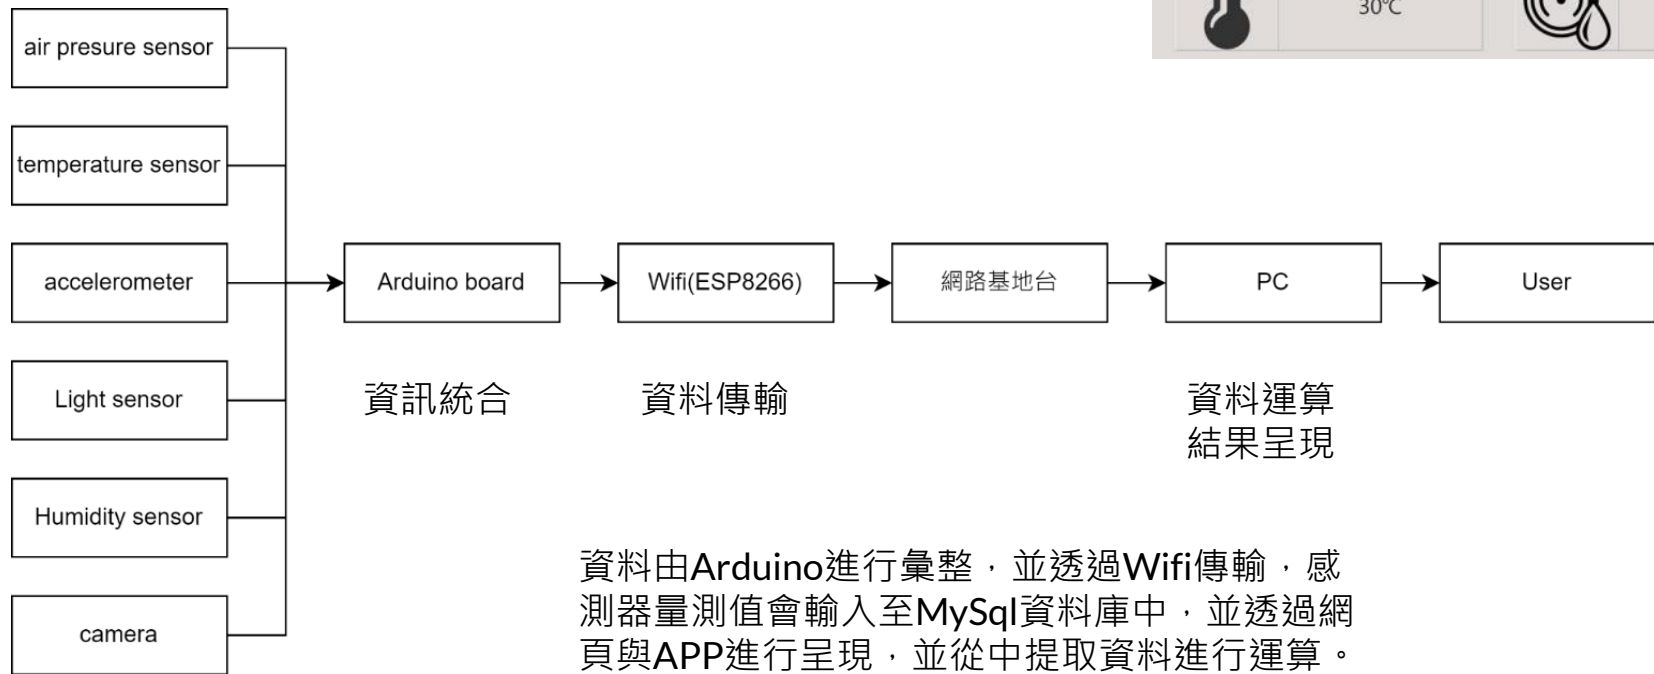 30℃
air presure sensor
temperature sensor
accelerometer
Arduino board
Wifi(ESP8266)
網路基地台
PC
User
Light sensor
資訊統合
資料傳輸
資料運算
結果呈現
Humidity sensor
camera
資料由Arduino進行彙整，並透過Wifi傳輸，感
測器量測值會輸入至MySql資料庫中，並透過網
頁與APP進行呈現，並從中提取資料進行運算。